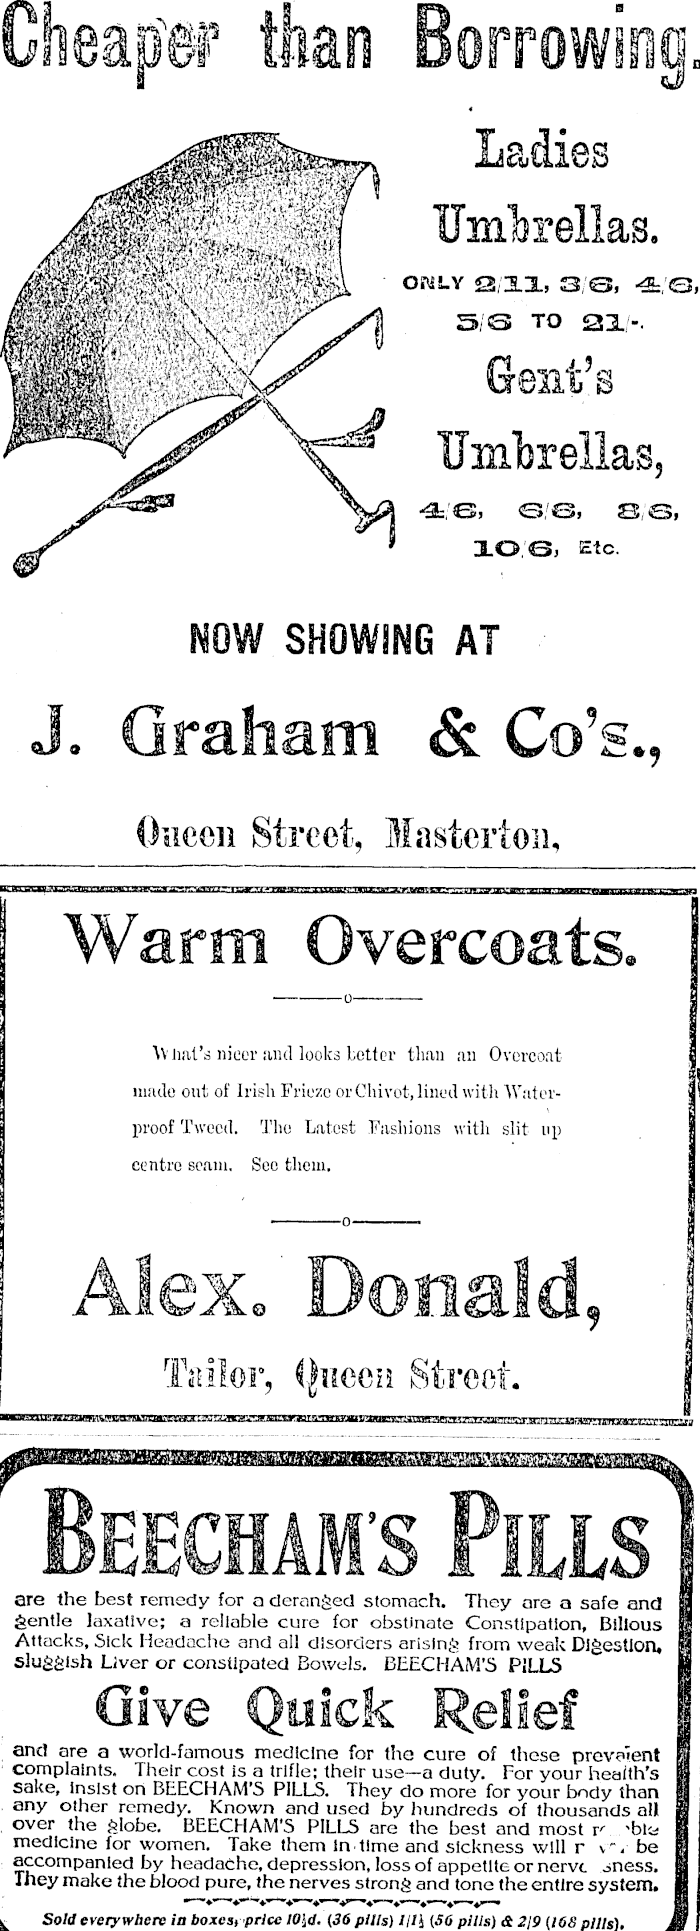 Cheaper than Borrowing.
Ladies
Umbrellas.
ONLY 2/11, 3/6, 4/6,
5/6 TO 21/-.
Gent's
Umbrellas,
4/6, 6/6, 8/6,
10/6, Etc.
NOW SHOWING AT
J. Graham & Co's.,
Queen Street, Masterton,
Warm Overcoats.
What's nicer and looks better than an Overcoat
made out of Irish Frieze or Chivot, lined with Water-
proof Tweed. The Latest Fashions with slit up
centre seam. See them.
Alex. Donald,
Tailor, Queen Street.
BEECHAM'S PILLS
are the best remedy for a deranged stomach. They are a safe and
gentle laxative; a reliable cure for obstinate Constipation, Bilious
Attacks, Sick Headache and all disorders arising from weak Digestion,
sluggish Liver or constipated Bowels. BEECHAM'S PILLS
Give Quick Relief
and are a world-famous medicine for the cure of these prevalent
complaints. Their cost is a trifle; their use—a duty. For your health's
sake, insist on BEECHAM'S PILLS. They do more for your body than
any other remedy. Known and used by hundreds of thousands all
over the globe. BEECHAM'S PILLS are the best and most
medicine for women. Take them in time and sickness will be
accompanied by headache, depression, loss of appetite or
They make the blood pure, the nerves strong and tone the entire system.
Sold everywhere in boxes, price 10½d. (36 pills) 1/1½ (56 pills) & 2/9 (168 pills).